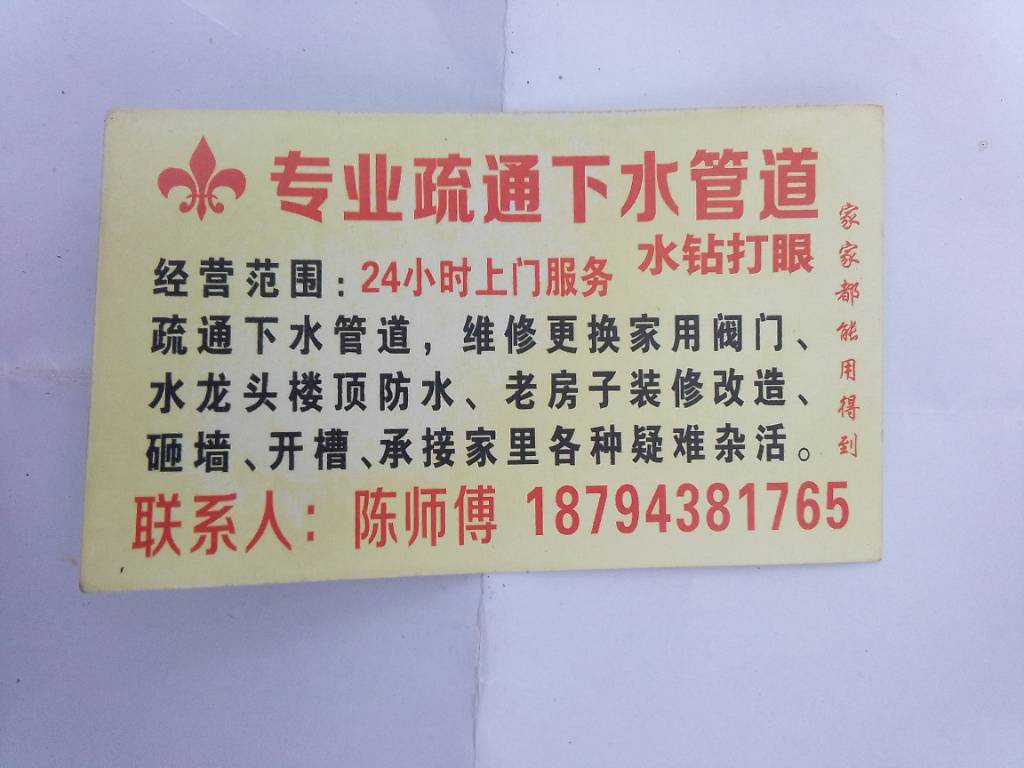 专业疏通下水管道
水钻打眼
经营范围：24小时上门服务
疏通下水管道，维修更换家用阀门、
水龙头楼顶防水、老房子装修改造、
砸墙、开槽、承接家里各种疑难杂活。
联系人：陈师傅 18794381765
家家都能用得到